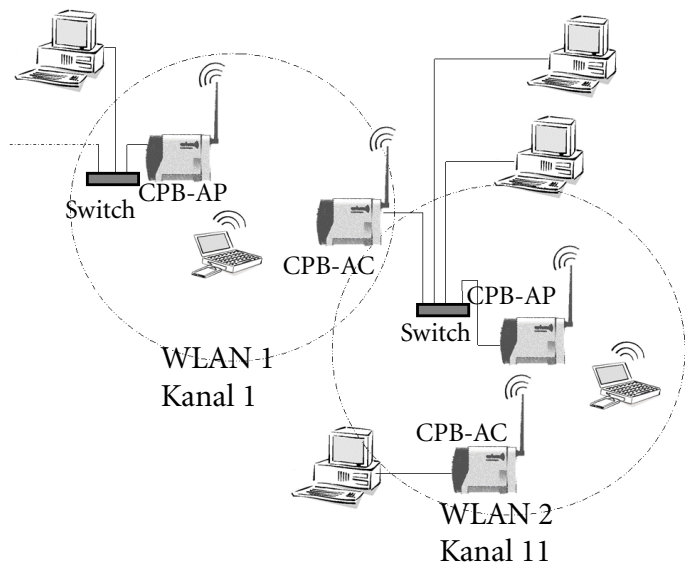 CPB-AP
Switch
CPB-AC
CPB-AP
Switch
WLAN 1
Kanal 1
CPB-AC
WLAN 2
Kanal 11